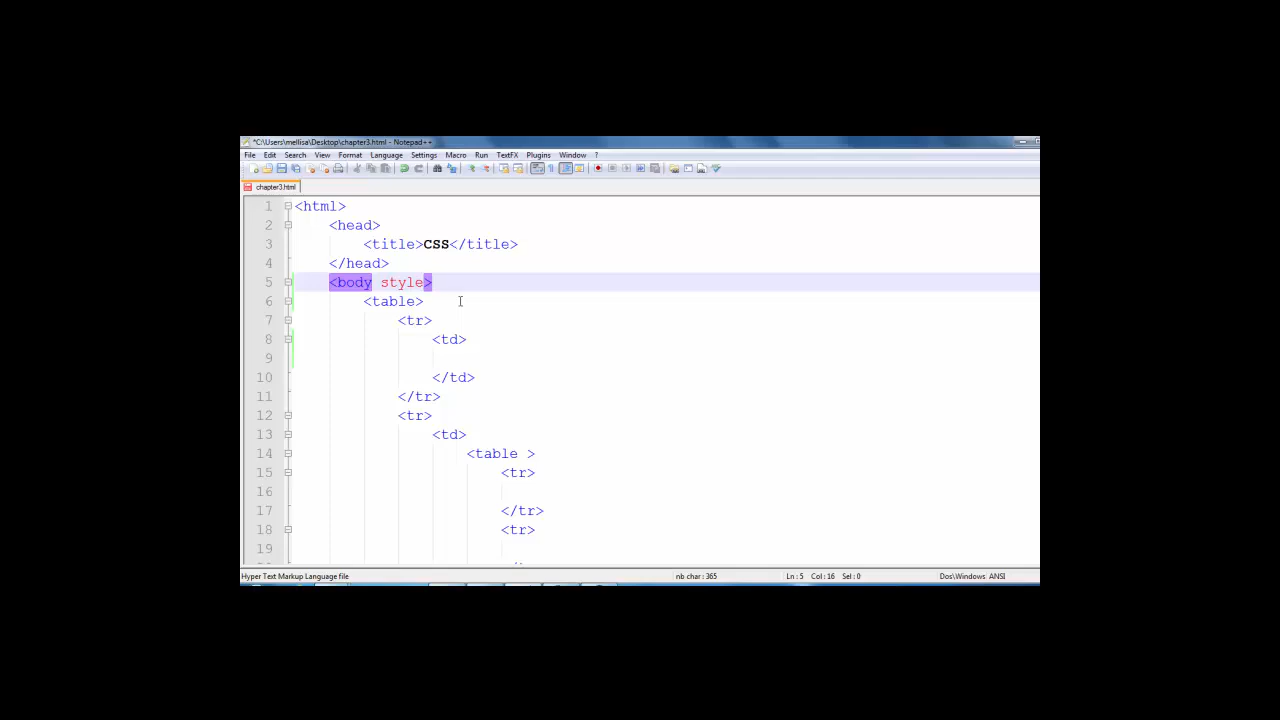 *C:\Users\mellisa\Desktop\chapter3.html - Notepad++
File Edit Search View Format Language Settings Macro Run TextFX Plugins Window ?
chapter3.html
1 <html>
2 <head>
3 <title>CSS</title>
4 </head>
5 <body style>
6 <table>
7 <tr>
8 <td>
9
10 </td>
11 </tr>
12 <tr>
13 <td>
14 <table >
15 <tr>
16
17 </tr>
18 <tr>
19
Hyper Text Markup Language file nb char : 365 Ln : 5 Col : 16 Sel : 0 Dos\Windows ANSI